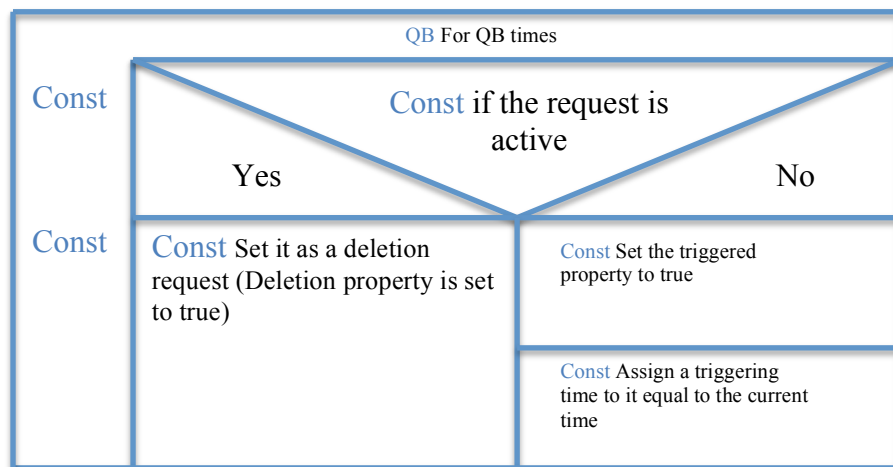 QB For QB times
Const
Const if the request is
active
Yes
No
Const
Const Set it as a deletion
request (Deletion property is set
to true)
Const Set the triggered
property to true
Const Assign a triggering
time to it equal to the current
time